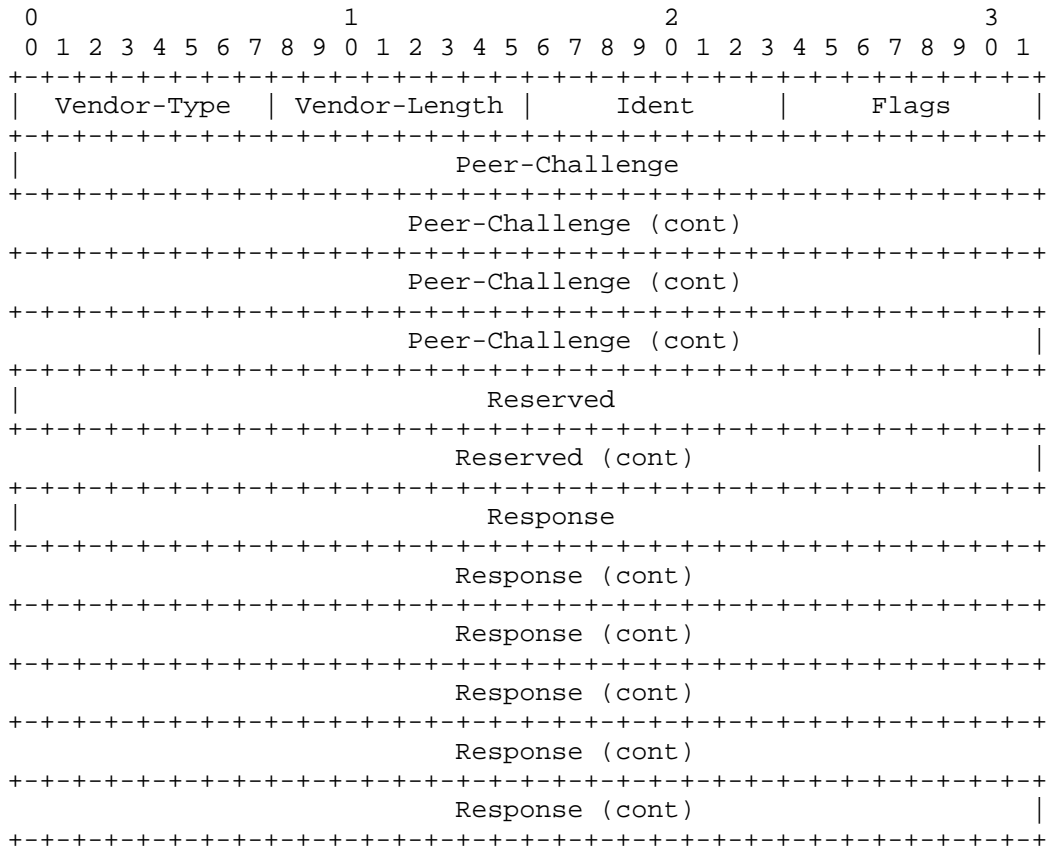 0                   1                   2                   3
 0 1 2 3 4 5 6 7 8 9 0 1 2 3 4 5 6 7 8 9 0 1 2 3 4 5 6 7 8 9 0 1
+-+-+-+-+-+-+-+-+-+-+-+-+-+-+-+-+-+-+-+-+-+-+-+-+-+-+-+-+-+-+-+-+
|  Vendor-Type  | Vendor-Length |     Ident     |     Flags     |
+-+-+-+-+-+-+-+-+-+-+-+-+-+-+-+-+-+-+-+-+-+-+-+-+-+-+-+-+-+-+-+-+
|                           Peer-Challenge
+-+-+-+-+-+-+-+-+-+-+-+-+-+-+-+-+-+-+-+-+-+-+-+-+-+-+-+-+-+-+-+-+
                         Peer-Challenge (cont)
+-+-+-+-+-+-+-+-+-+-+-+-+-+-+-+-+-+-+-+-+-+-+-+-+-+-+-+-+-+-+-+-+
                         Peer-Challenge (cont)
+-+-+-+-+-+-+-+-+-+-+-+-+-+-+-+-+-+-+-+-+-+-+-+-+-+-+-+-+-+-+-+-+
                         Peer-Challenge (cont)                  |
+-+-+-+-+-+-+-+-+-+-+-+-+-+-+-+-+-+-+-+-+-+-+-+-+-+-+-+-+-+-+-+-+
|                             Reserved
+-+-+-+-+-+-+-+-+-+-+-+-+-+-+-+-+-+-+-+-+-+-+-+-+-+-+-+-+-+-+-+-+
                            Reserved (cont)                     |
+-+-+-+-+-+-+-+-+-+-+-+-+-+-+-+-+-+-+-+-+-+-+-+-+-+-+-+-+-+-+-+-+
|                             Response
+-+-+-+-+-+-+-+-+-+-+-+-+-+-+-+-+-+-+-+-+-+-+-+-+-+-+-+-+-+-+-+-+
                            Response (cont)
+-+-+-+-+-+-+-+-+-+-+-+-+-+-+-+-+-+-+-+-+-+-+-+-+-+-+-+-+-+-+-+-+
                            Response (cont)
+-+-+-+-+-+-+-+-+-+-+-+-+-+-+-+-+-+-+-+-+-+-+-+-+-+-+-+-+-+-+-+-+
                            Response (cont)
+-+-+-+-+-+-+-+-+-+-+-+-+-+-+-+-+-+-+-+-+-+-+-+-+-+-+-+-+-+-+-+-+
                            Response (cont)
+-+-+-+-+-+-+-+-+-+-+-+-+-+-+-+-+-+-+-+-+-+-+-+-+-+-+-+-+-+-+-+-+
                            Response (cont)                     |
+-+-+-+-+-+-+-+-+-+-+-+-+-+-+-+-+-+-+-+-+-+-+-+-+-+-+-+-+-+-+-+-+